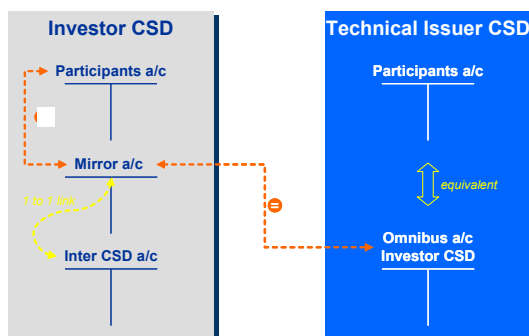 Investor CSD
Participants a/c
Mirror a/c
1 to 1 link
Inter CSD a/c
=
Technical Issuer CSD
Participants a/c
equivalent
Omnibus a/c
Investor CSD